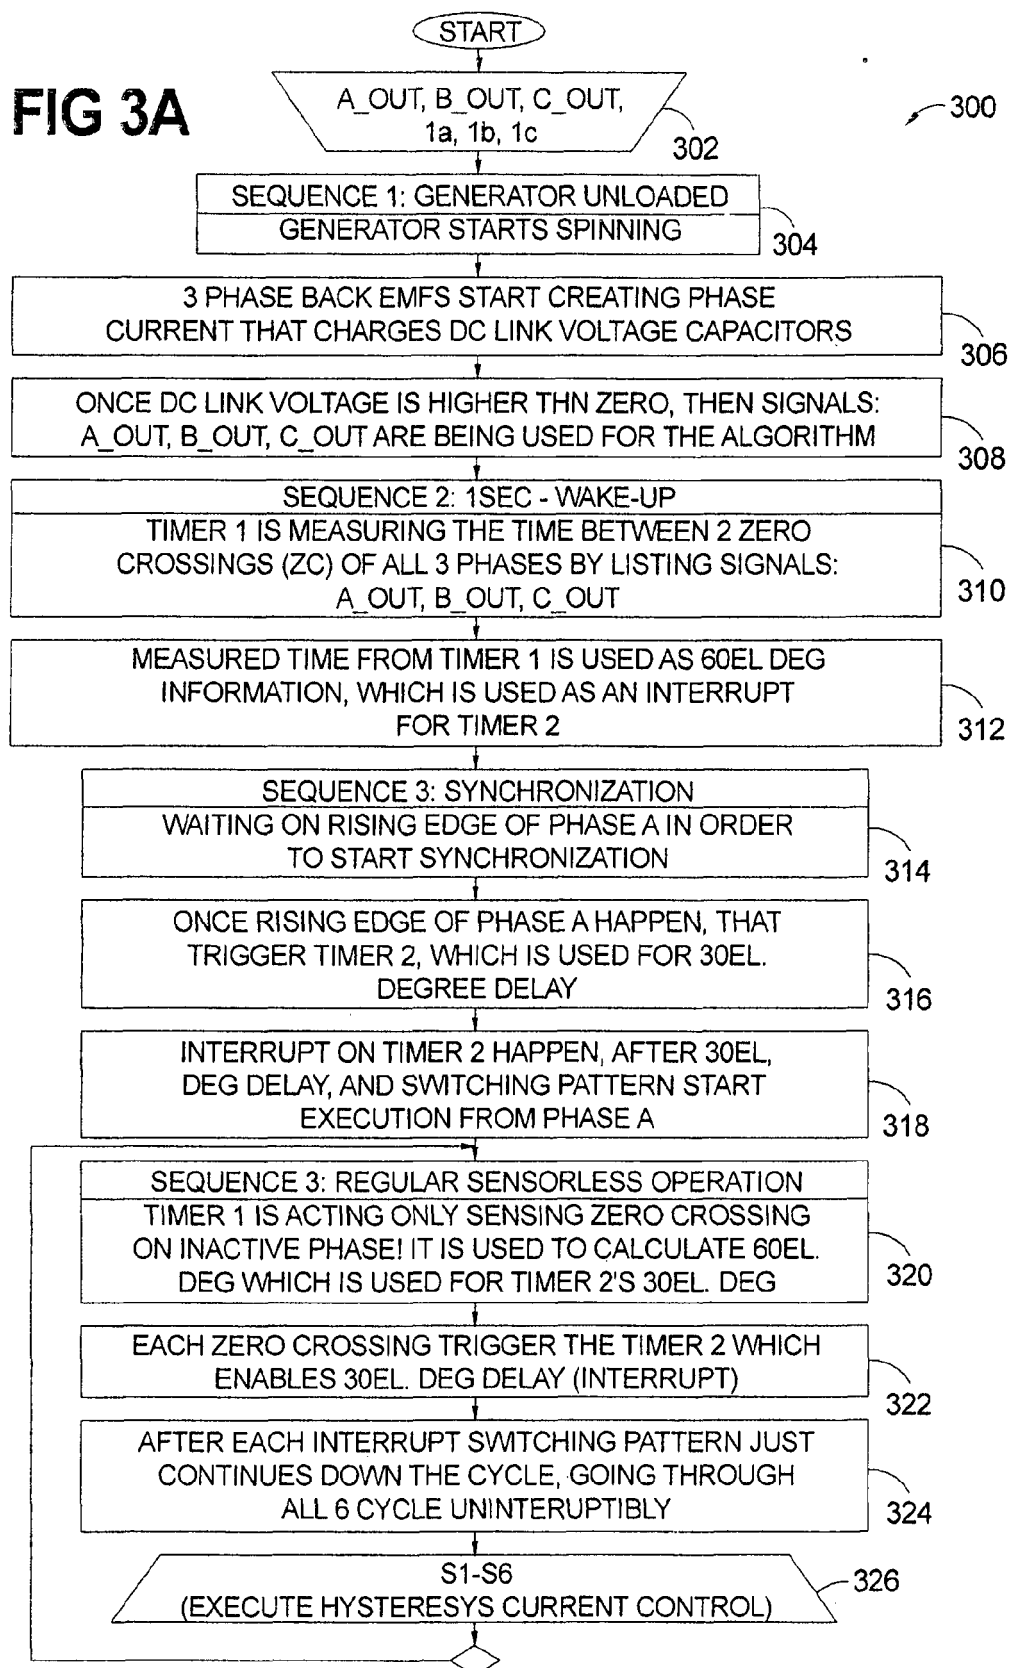 START
FIG 3A
A_OUT, B_OUT, C_OUT,
1a, 1b, 1c
302
300
SEQUENCE 1: GENERATOR UNLOADED
GENERATOR STARTS SPINNING
304
3 PHASE BACK EMFS START CREATING PHASE
CURRENT THAT CHARGES DC LINK VOLTAGE CAPACITORS
306
ONCE DC LINK VOLTAGE IS HIGHER THN ZERO, THEN SIGNALS:
A_OUT, B_OUT, C_OUT ARE BEING USED FOR THE ALGORITHM
308
SEQUENCE 2: 1SEC - WAKE-UP
TIMER 1 IS MEASURING THE TIME BETWEEN 2 ZERO
CROSSINGS (ZC) OF ALL 3 PHASES BY LISTING SIGNALS:
A_OUT, B_OUT, C_OUT
310
MEASURED TIME FROM TIMER 1 IS USED AS 60EL DEG
INFORMATION, WHICH IS USED AS AN INTERRUPT
FOR TIMER 2
312
SEQUENCE 3: SYNCHRONIZATION
WAITING ON RISING EDGE OF PHASE A IN ORDER
TO START SYNCHRONIZATION
314
ONCE RISING EDGE OF PHASE A HAPPEN, THAT
TRIGGER TIMER 2, WHICH IS USED FOR 30EL.
DEGREE DELAY
316
INTERRUPT ON TIMER 2 HAPPEN, AFTER 30EL,
DEG DELAY, AND SWITCHING PATTERN START
EXECUTION FROM PHASE A
318
SEQUENCE 3: REGULAR SENSORLESS OPERATION
TIMER 1 IS ACTING ONLY SENSING ZERO CROSSING
ON INACTIVE PHASE! IT IS USED TO CALCULATE 60EL.
DEG WHICH IS USED FOR TIMER 2'S 30EL. DEG
320
EACH ZERO CROSSING TRIGGER THE TIMER 2 WHICH
ENABLES 30EL. DEG DELAY (INTERRUPT)
322
AFTER EACH INTERRUPT SWITCHING PATTERN JUST
CONTINUES DOWN THE CYCLE, GOING THROUGH
ALL 6 CYCLE UNINTERUPTIBLY
324
S1-S6
(EXECUTE HYSTERESYS CURRENT CONTROL)
326